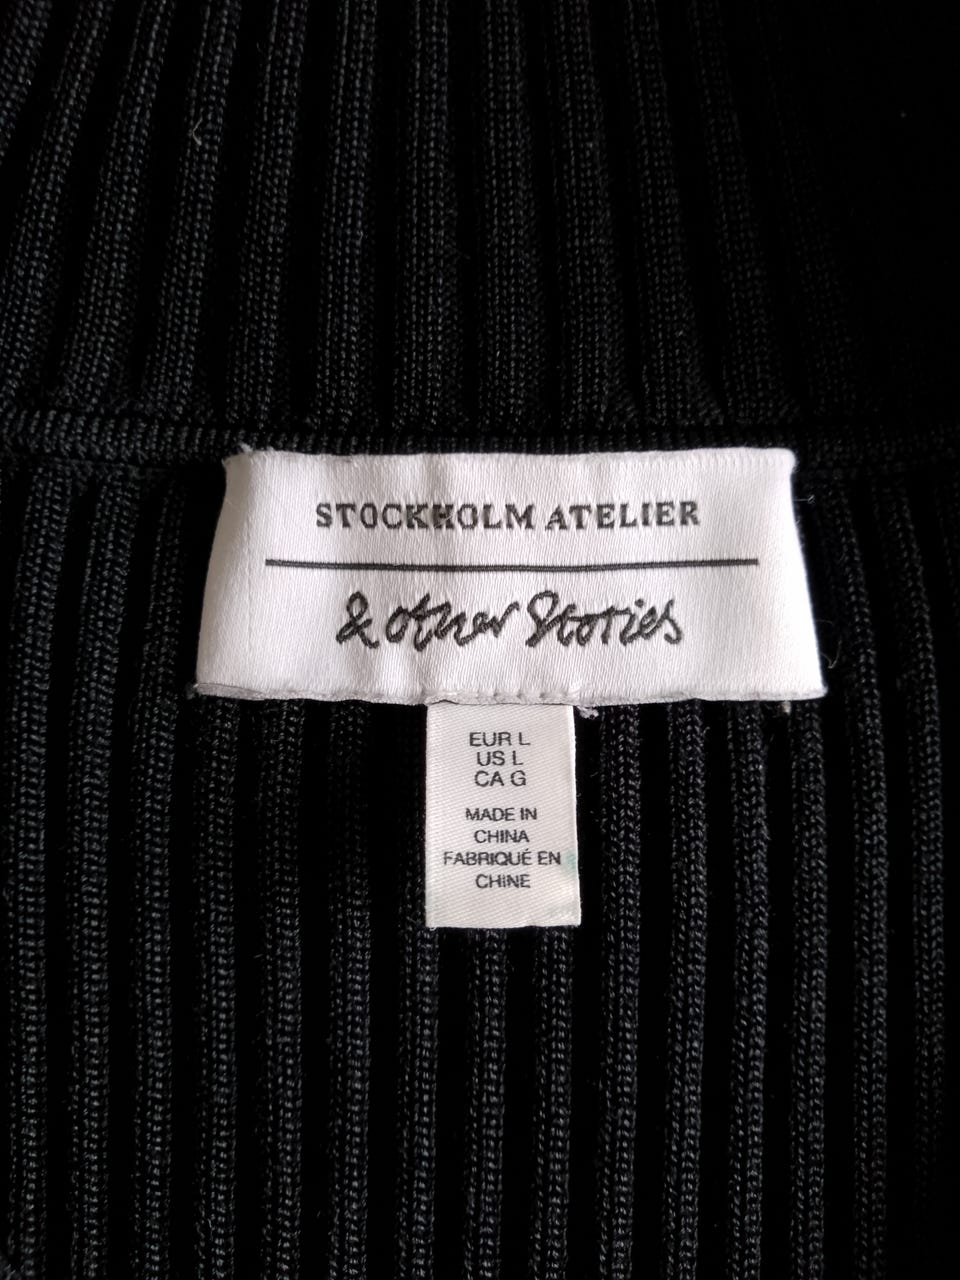 STOCKHOLM ATELIER
& other Stories
EUR L
US L
CA G
MADE IN
CHINA
FABRIQUÉ EN
CHINE